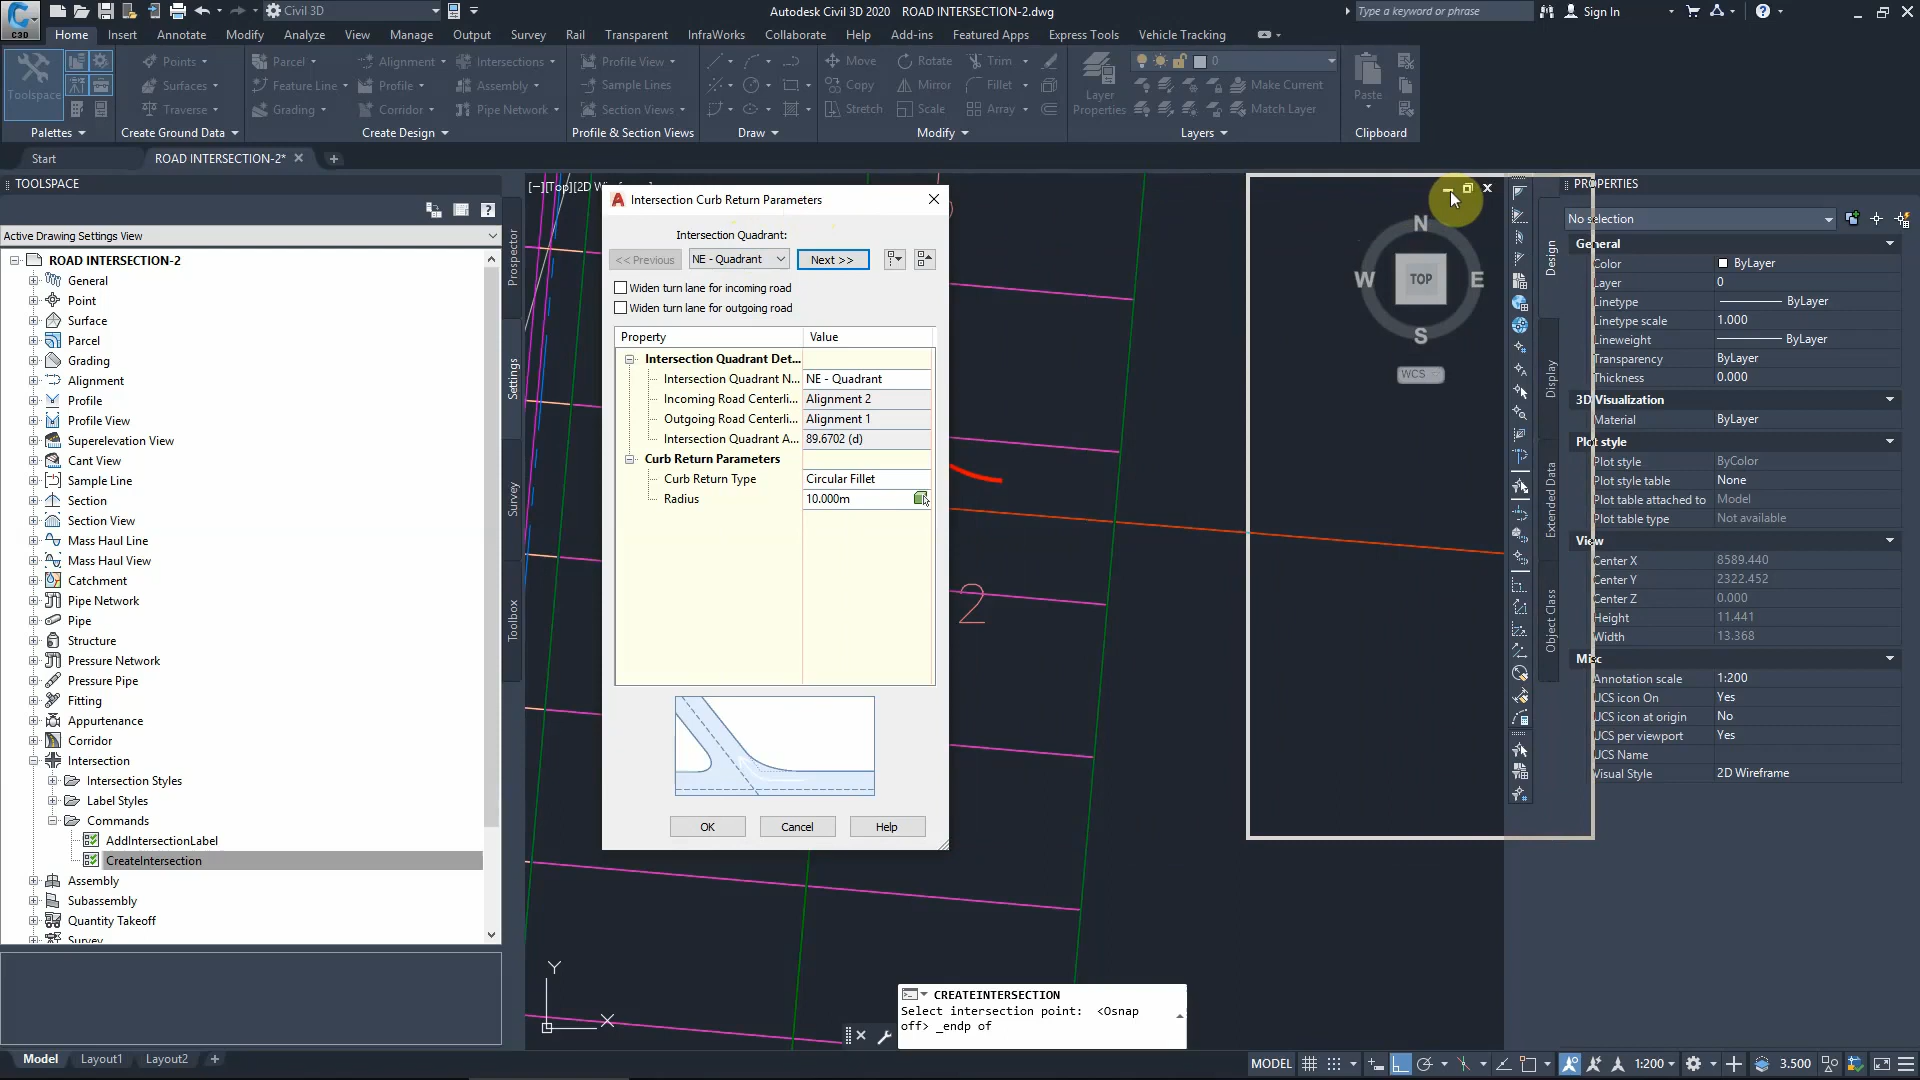 C3D
Civil 3D
Autodesk Civil 3D 2020 ROAD INTERSECTION-2.dwg
Type a keyword or phrase
Sign In
Home Insert Annotate Modify Analyze View Manage Output Survey Rail Transparent InfraWorks Collaborate Help Add-ins Featured Apps Express Tools Vehicle Tracking
Toolspace
Points
Surfaces
Traverse
Parcel
Feature Line
Grading
Alignment
Profile
Corridor
Intersections
Assembly
Pipe Network
Profile View
Sample Lines
Section Views
Move
Copy
Stretch
Rotate
Mirror
Scale
Trim
Fillet
Array
Layer
Properties
0
Make Current
Match Layer
Paste
Palettes
Create Ground Data
Create Design
Profile & Section Views
Draw
Modify
Layers
Clipboard
Start
ROAD INTERSECTION-2*
TOOLSPACE
Active Drawing Settings View
ROAD INTERSECTION-2
General
Point
Surface
Parcel
Grading
Alignment
Profile
Profile View
Superelevation View
Cant View
Sample Line
Section
Section View
Mass Haul Line
Mass Haul View
Catchment
Pipe Network
Pipe
Structure
Pressure Network
Pressure Pipe
Fitting
Appurtenance
Corridor
Intersection
Intersection Styles
Label Styles
Commands
AddIntersectionLabel
CreateIntersection
Assembly
Subassembly
Quantity Takeoff
Survey
Prospector
Settings
Survey
Toolbox
[−][Top][2D Wi
Intersection Curb Return Parameters
Intersection Quadrant:
<< Previous
NE - Quadrant
Next >>
Widen turn lane for incoming road
Widen turn lane for outgoing road
Property Value
Intersection Quadrant Det...
Intersection Quadrant N... NE - Quadrant
Incoming Road Centerli... Alignment 2
Outgoing Road Centerli... Alignment 1
Intersection Quadrant A... 89.6702 (d)
Curb Return Parameters
Curb Return Type Circular Fillet
Radius 10.000m
OK Cancel Help
2
N
W TOP E
S
WCS
Y
X
CREATEINTERSECTION
Select intersection point: <Osnap
off> _endp of
PROPERTIES
No selection
General
Color ByLayer
Layer 0
Linetype ByLayer
Linetype scale 1.000
Lineweight ByLayer
Transparency ByLayer
Thickness 0.000
3D Visualization
Material ByLayer
Plot style
Plot style ByColor
Plot style table None
Plot table attached to Model
Plot table type Not available
View
Center X 8589.440
Center Y 2322.452
Center Z 0.000
Height 11.441
Width 13.368
Misc
Annotation scale 1:200
UCS icon On Yes
UCS icon at origin No
UCS per viewport Yes
UCS Name
Visual Style 2D Wireframe
Design
Display
Extended Data
Object Class
Model Layout1 Layout2
MODEL 1:200 3.500